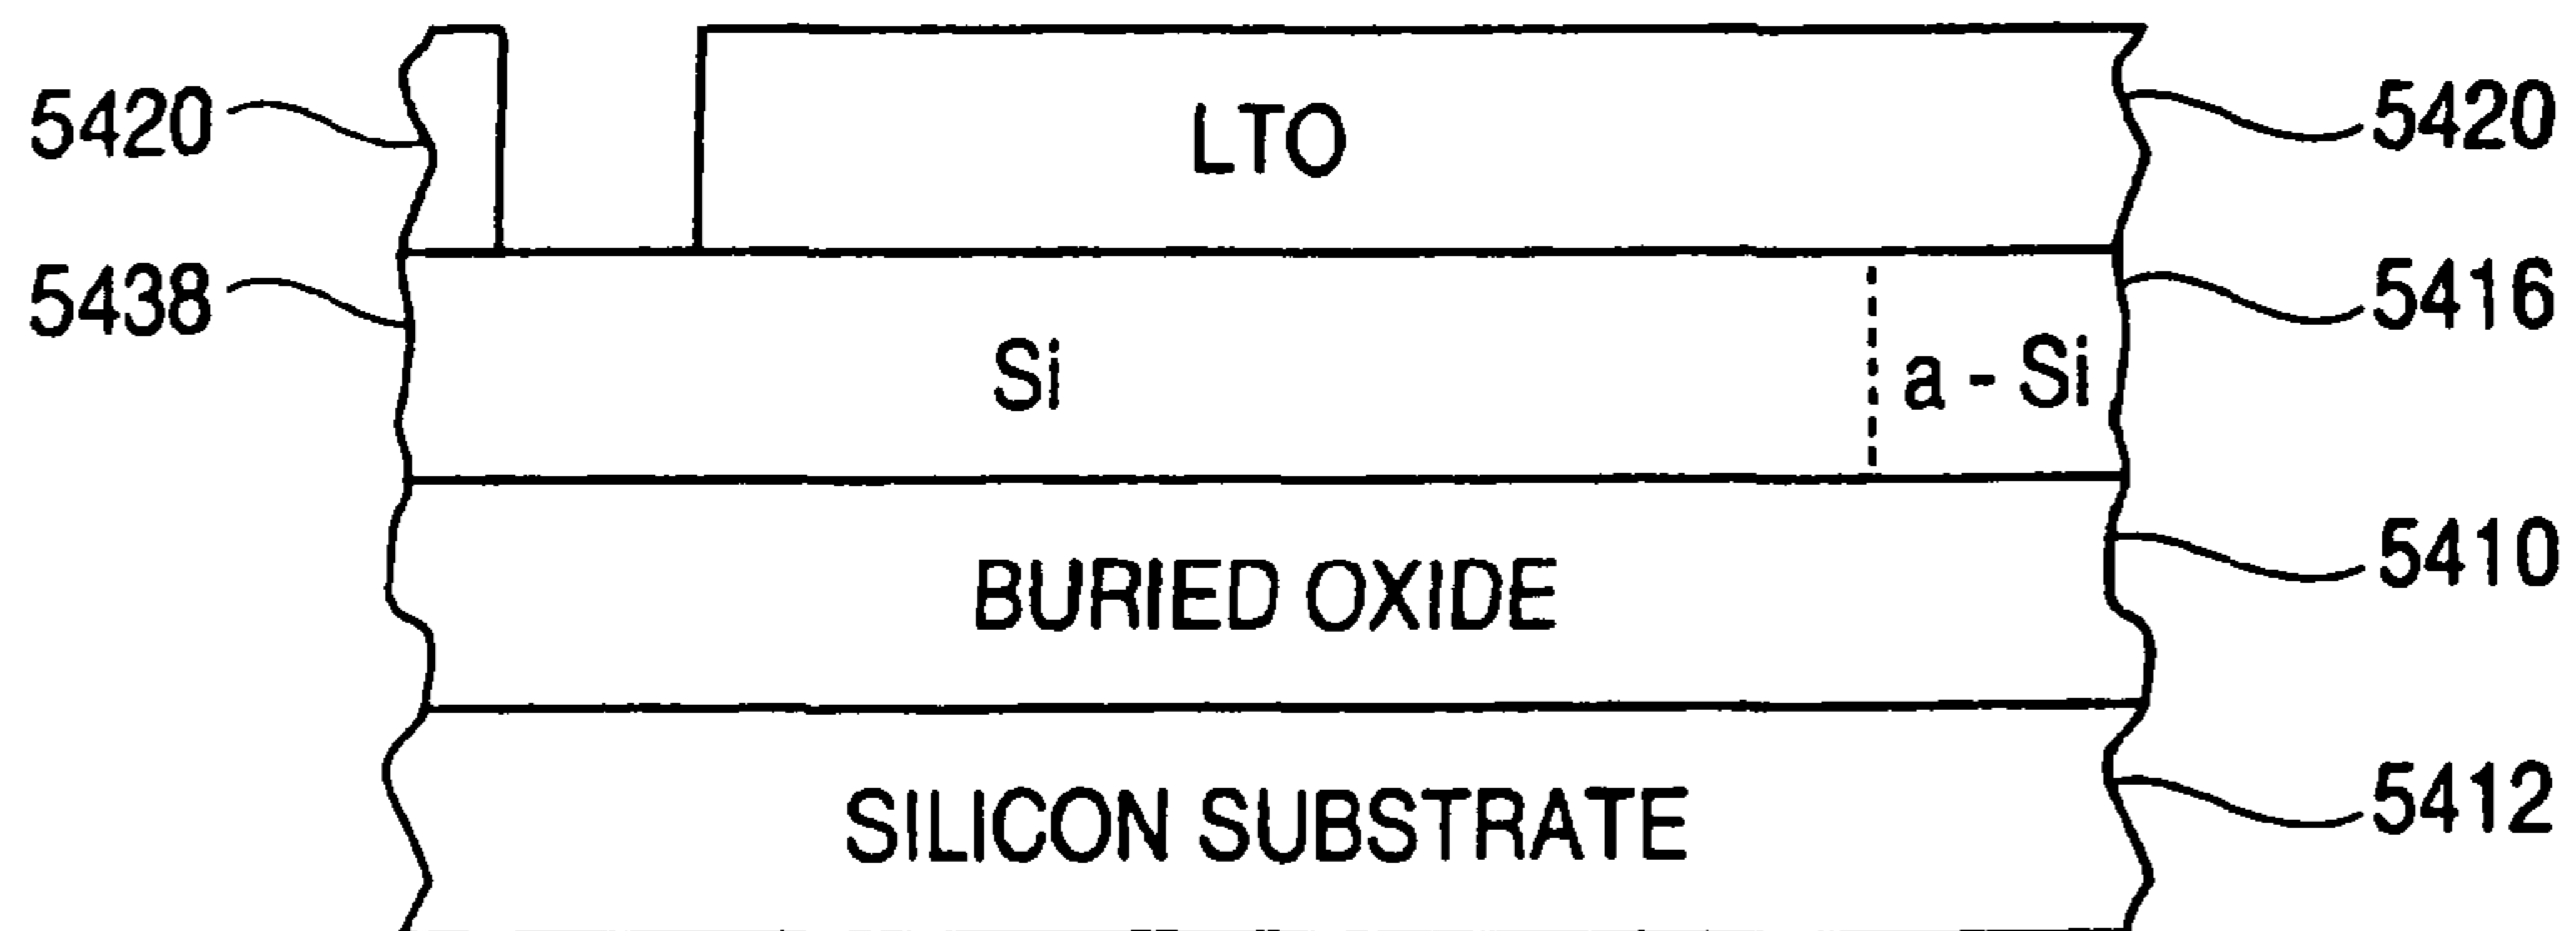 5420 LTO 5420
5438 Si a - Si 5416
BURIED OXIDE 5410
SILICON SUBSTRATE 5412